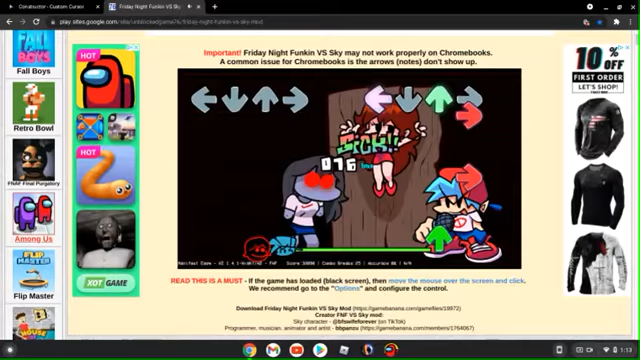 Constructor - Custom Cursor
Friday Night Funkin VS Sky
play.sites.google.com/site/unblockedgame76/friday-night-funkin-vs-sky-mod
Fall Boys
Retro Bowl
FNAF Final Purgatory
Among Us
Flip Master
HOT
HOT
XDT GAME
Important! Friday Night Funkin VS Sky may not work properly on Chromebooks.
A common issue for Chromebooks is the arrows (notes) don't show up.
SICK!!
076
READ THIS IS A MUST - If the game has loaded (black screen), then move the mouse over the screen and click.
We recommend go to the "Options" and configure the control.
Download Friday Night Funkin VS Sky Mod (https://gamebanana.com/gamefiles/19972)
Creator FNF VS Sky mod:
Sky character - @bfswifeforever (on TikTok)
Programmer, musician, animator and artist - bbpanzu (https://gamebanana.com/members/1764067)
10% OFF
FIRST ORDER
LET'S SHOP!
1:13